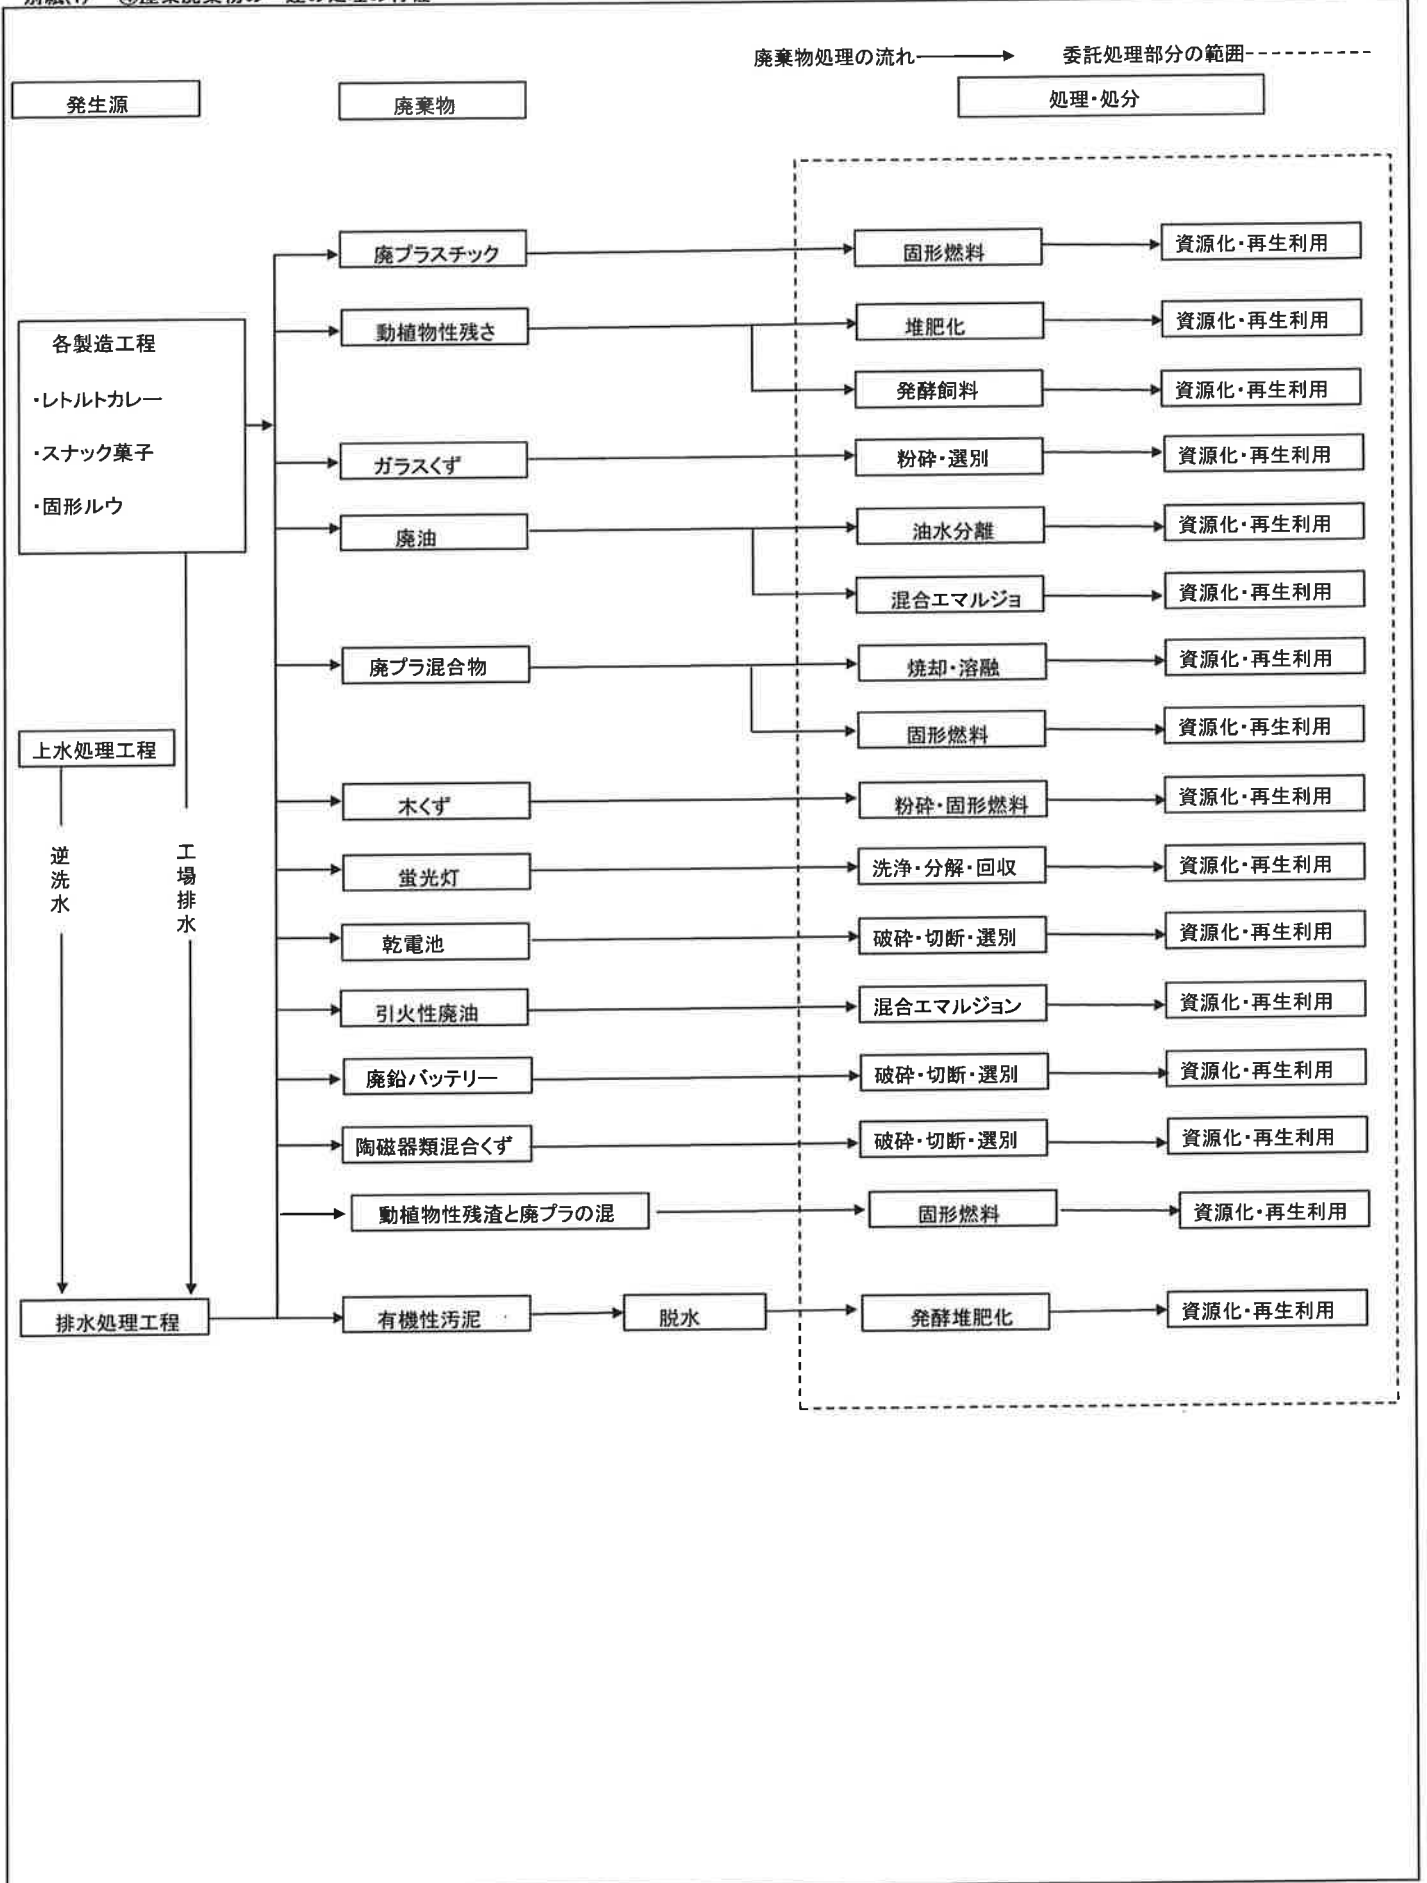 廃棄物処理の流れ
委託処理部分の範囲
発生源
廃棄物
処理・処分
廃プラスチック
固形燃料
資源化・再生利用
各製造工程
・レトルトカレー
・スナック菓子
・固形ルウ
動植物性残さ
堆肥化
資源化・再生利用
発酵飼料
資源化・再生利用
ガラスくず
粉砕・選別
資源化・再生利用
廃油
油水分離
資源化・再生利用
混合エマルジョ
資源化・再生利用
廃プラ混合物
焼却・溶融
資源化・再生利用
固形燃料
資源化・再生利用
上水処理工程
木くず
粉砕・固形燃料
資源化・再生利用
逆洗水
工場排水
蛍光灯
洗浄・分解・回収
資源化・再生利用
乾電池
破砕・切断・選別
資源化・再生利用
引火性廃油
混合エマルジョン
資源化・再生利用
廃鉛バッテリー
破砕・切断・選別
資源化・再生利用
陶磁器類混合くず
破砕・切断・選別
資源化・再生利用
動植物性残渣と廃プラの混
固形燃料
資源化・再生利用
排水処理工程
有機性汚泥
脱水
発酵堆肥化
資源化・再生利用